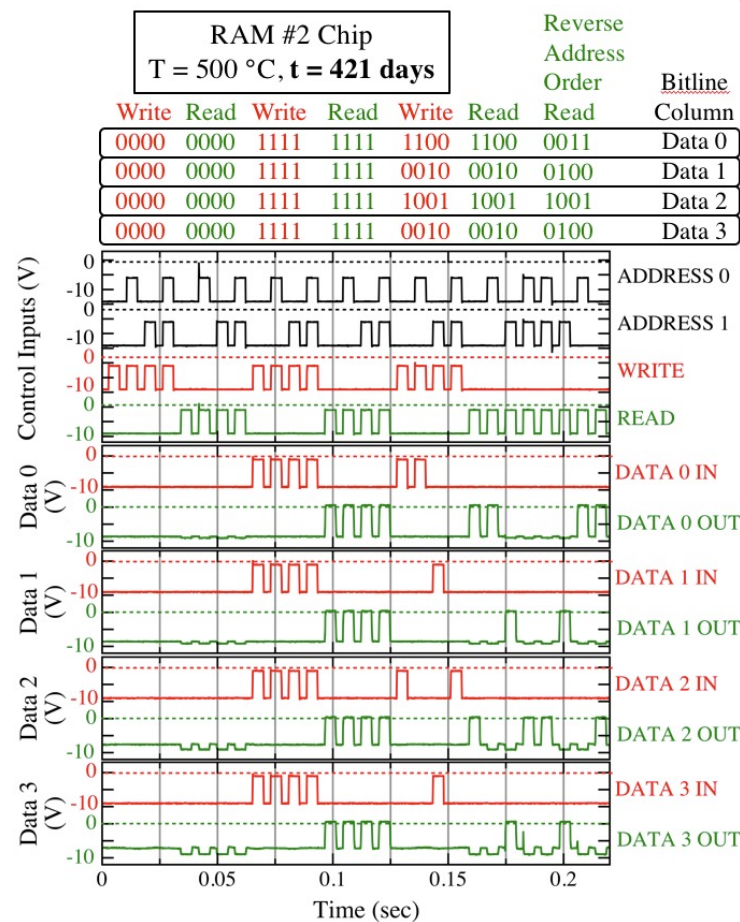 RAM #2 Chip
T = 500 °C, t = 421 days
Reverse
Address
Order
Bitline
Write Read Write Read Write Read Read Column
0000 0000 1111 1111 1100 1100 0011 Data 0
0000 0000 1111 1111 0010 0010 0100 Data 1
0000 0000 1111 1111 1001 1001 1001 Data 2
0000 0000 1111 1111 0010 0010 0100 Data 3
Control Inputs (V)
0
-10
ADDRESS 0
0
-10
ADDRESS 1
0
-10
WRITE
0
-10
READ
Data 0
(V)
0
-10
DATA 0 IN
0
-10
DATA 0 OUT
Data 1
(V)
0
-10
DATA 1 IN
0
-10
DATA 1 OUT
Data 2
(V)
0
-10
DATA 2 IN
0
-10
DATA 2 OUT
Data 3
(V)
0
-10
DATA 3 IN
0
-10
DATA 3 OUT
0 0.05 0.1 0.15 0.2
Time (sec)